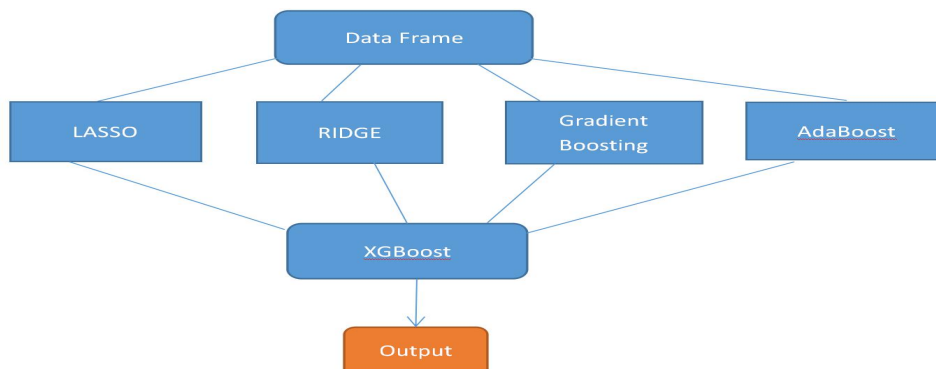 Data Frame
LASSO
RIDGE
Gradient
Boosting
AdaBoost
XGBoost
Output